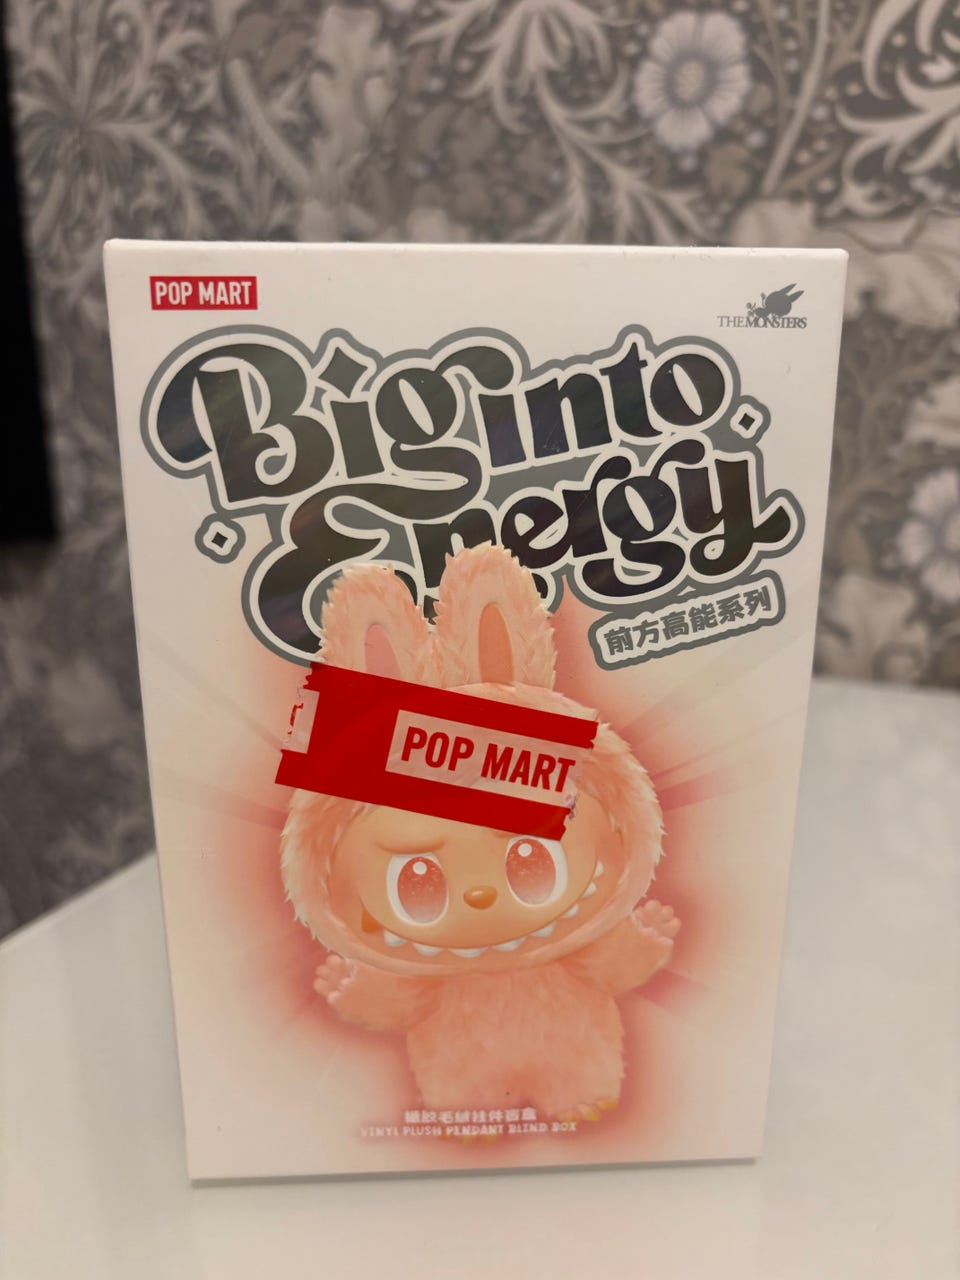 POP MART
THE MONSTERS
Big into
Energy
前方高能系列
POP MART
搪胶毛绒挂件盲盒
VINYL PLUSH PENDANT BLIND BOX